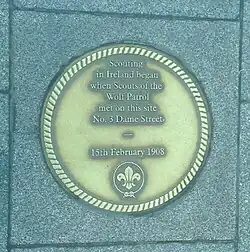 Scouting
in Ireland began
when Scouts of the
Wolf Patrol
met on this site
No. 3 Dame Street
15th February 1908